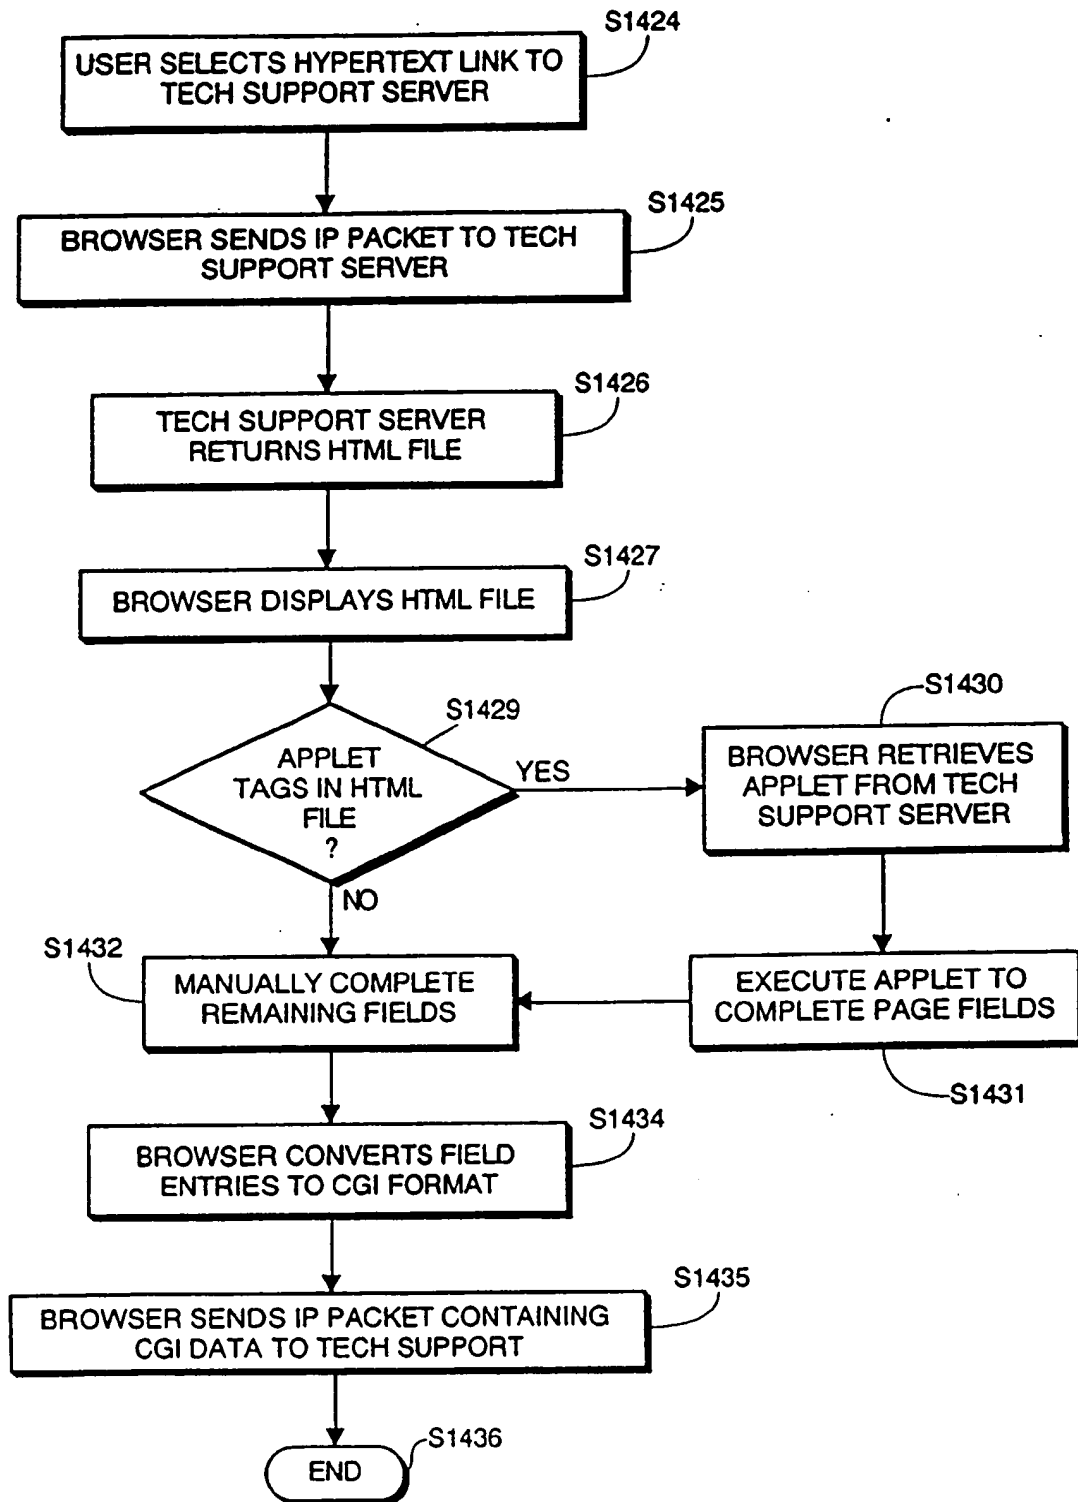 S1424
USER SELECTS HYPERTEXT LINK TO
TECH SUPPORT SERVER
S1425
BROWSER SENDS IP PACKET TO TECH
SUPPORT SERVER
S1426
TECH SUPPORT SERVER
RETURNS HTML FILE
S1427
BROWSER DISPLAYS HTML FILE
S1429
APPLET
TAGS IN HTML
FILE
?
YES
NO
S1430
BROWSER RETRIEVES
APPLET FROM TECH
SUPPORT SERVER
EXECUTE APPLET TO
COMPLETE PAGE FIELDS
S1431
S1432
MANUALLY COMPLETE
REMAINING FIELDS
S1434
BROWSER CONVERTS FIELD
ENTRIES TO CGI FORMAT
S1435
BROWSER SENDS IP PACKET CONTAINING
CGI DATA TO TECH SUPPORT
S1436
END